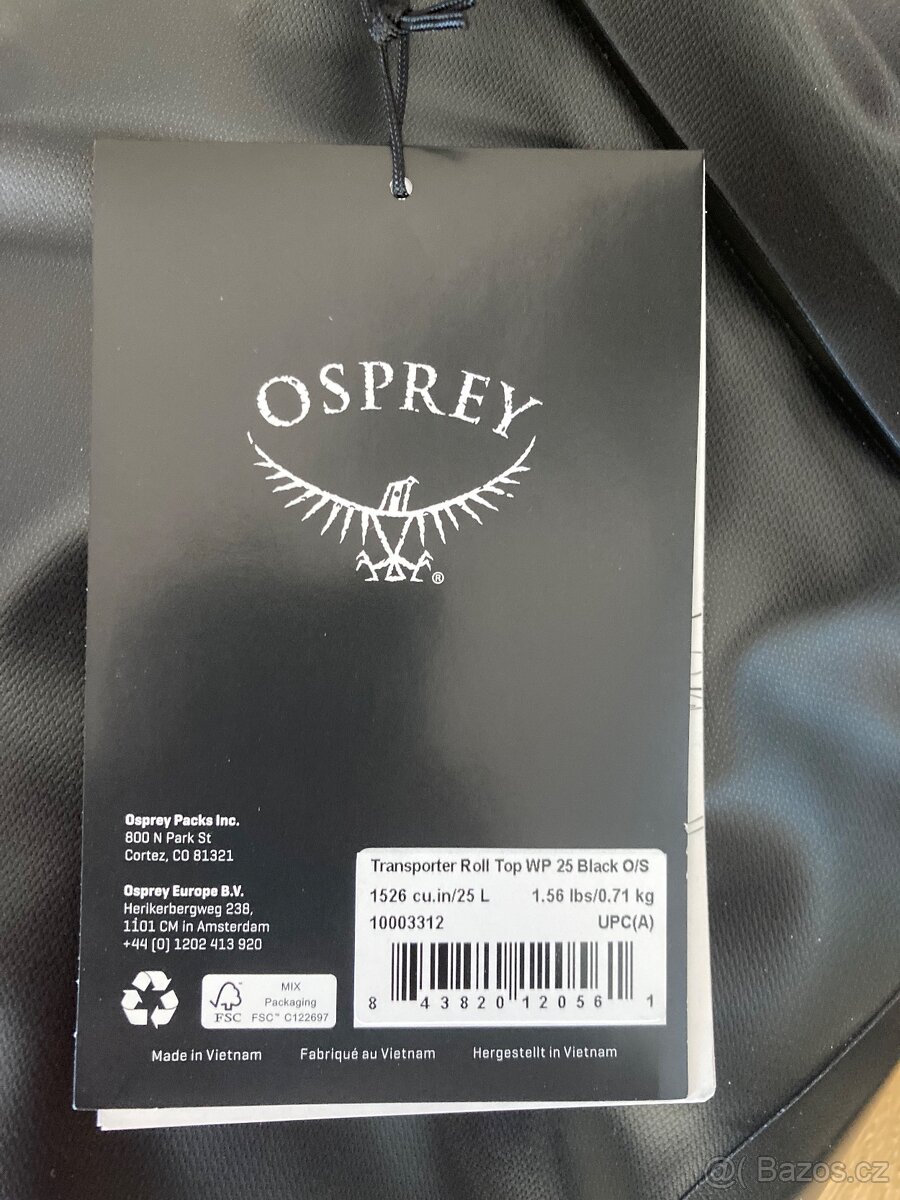 OSPREY
®
Osprey Packs Inc.
800 N Park St
Cortez, CO 81321
Osprey Europe B.V.
Herikerbergweg 238,
1101 CM in Amsterdam
+44 (0) 1202 413 920
Transporter Roll Top WP 25 Black O/S
1526 cu.in/25 L 1.56 lbs/0.71 kg
10003312 UPC(A)
8 43820 12056 1
FSC
MIX
Packaging
FSC™ C122697
Made in Vietnam Fabriqué au Vietnam Hergestellt in Vietnam
@( Bazos.cz